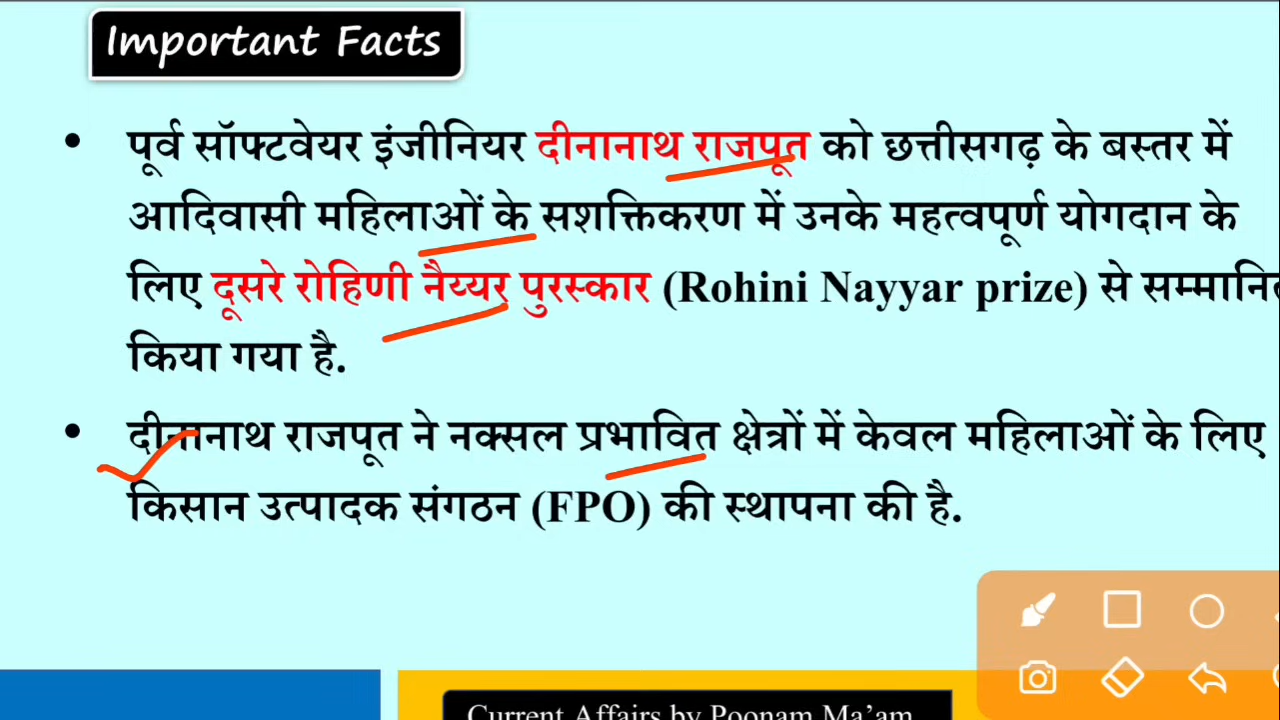 Important Facts
• पूर्व सॉफ्टवेयर इंजीनियर दीनानाथ राजपूत को छत्तीसगढ़ के बस्तर में
आदिवासी महिलाओं के सशक्तिकरण में उनके महत्वपूर्ण योगदान के
लिए दूसरे रोहिणी नैय्यर पुरस्कार (Rohini Nayyar prize) से सम्मानित
किया गया है.
• दीनानाथ राजपूत ने नक्सल प्रभावित क्षेत्रों में केवल महिलाओं के लिए
किसान उत्पादक संगठन (FPO) की स्थापना की है.
Current Affairs by Poonam Ma'am